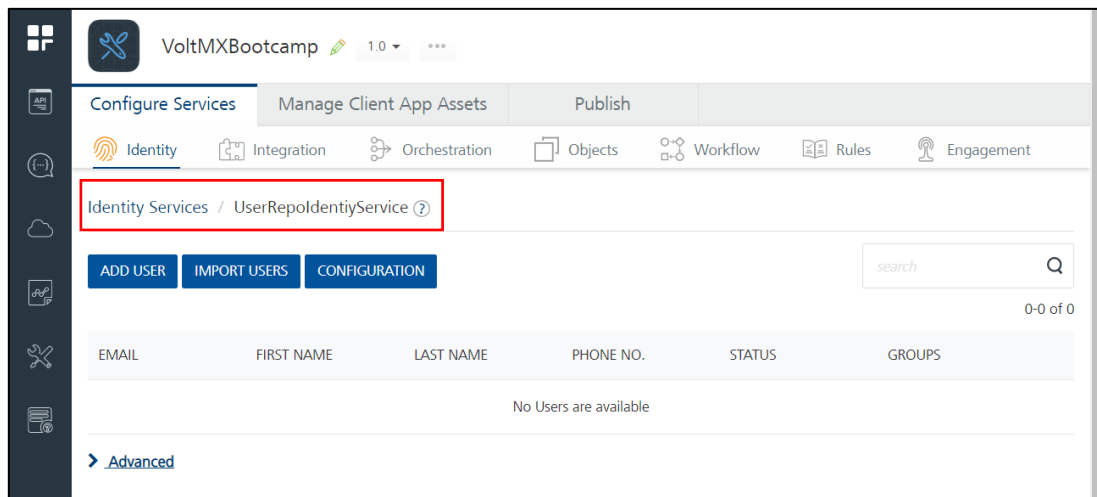 VoltMXBootcamp 1.0
Configure Services Manage Client App Assets Publish
API
Identity Integration Orchestration Objects Workflow Rules Engagement
Identity Services / UserRepoIdentiyService ?
ADD USER IMPORT USERS CONFIGURATION search
0-0 of 0
EMAIL FIRST NAME LAST NAME PHONE NO. STATUS GROUPS
No Users are available
Advanced